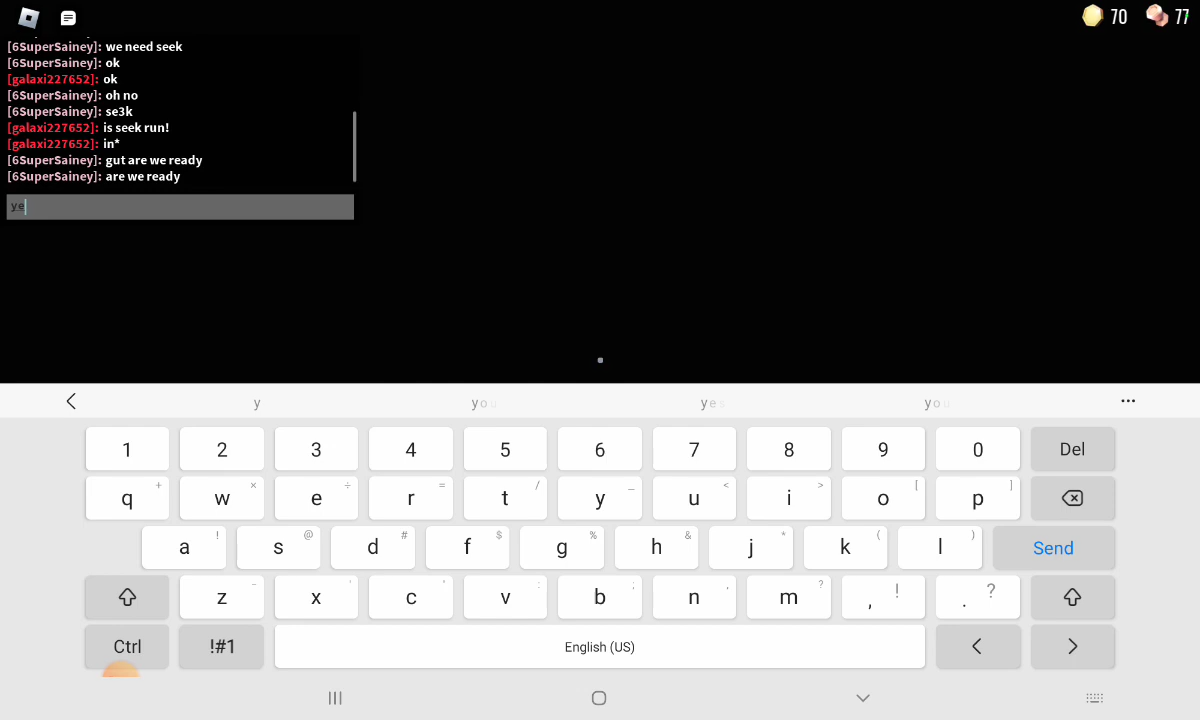 70
77
[6SuperSainey]: we need seek
[6SuperSainey]: ok
[galaxi227652]: ok
[6SuperSainey]: oh no
[6SuperSainey]: se3k
[galaxi227652]: is seek run!
[galaxi227652]: in*
[6SuperSainey]: gut are we ready
[6SuperSainey]: are we ready
ye
y you yes you ...
1 2 3 4 5 6 7 8 9 0 Del
+ × ÷ = / _ < > [ ]
q w e r t y u i o p
! @ # $ % & * ( )
a s d f g h j k l Send
- ' " : ; , ? ! ?
z x c v b n m , .
Ctrl !#1 English (US) < >